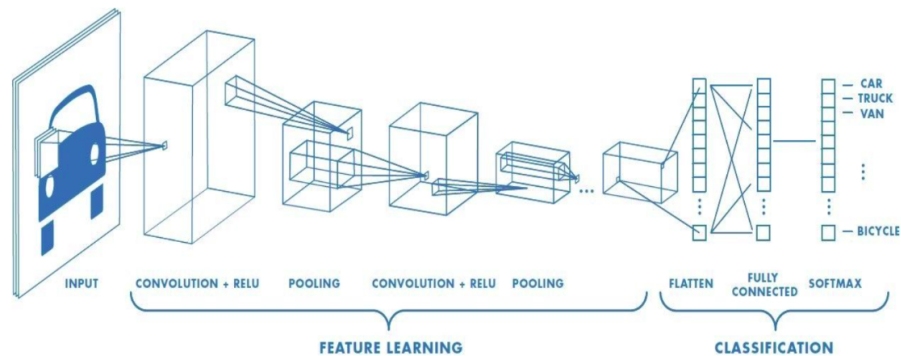 CAR
TRUCK
VAN
BICYCLE
INPUT
CONVOLUTION + RELU
POOLING
CONVOLUTION + RELU
POOLING
FLATTEN
FULLY
CONNECTED
SOFTMAX
FEATURE LEARNING
CLASSIFICATION